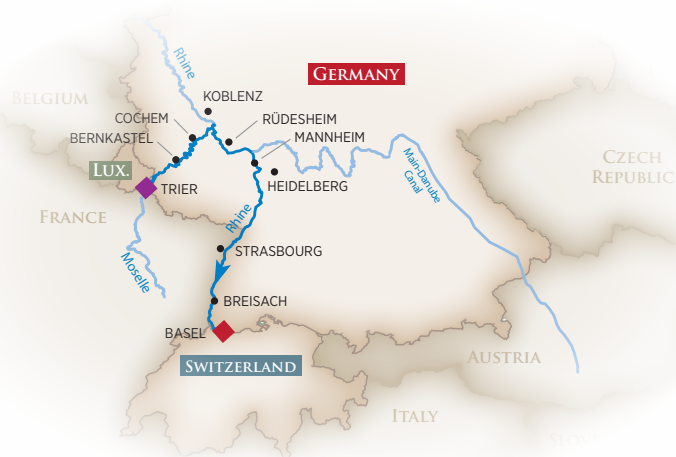 Rhine
GERMANY
BELGIUM
KOBLENZ
COCHEM
RÜDESHEIM
BERNKASTEL
MANNHEIM
LUX.
TRIER
HEIDELBERG
Main-Danube
Canal
CZECH
REPUBLIC
FRANCE
Rhine
Moselle
STRASBOURG
BREISACH
BASEL
SWITZERLAND
AUSTRIA
ITALY